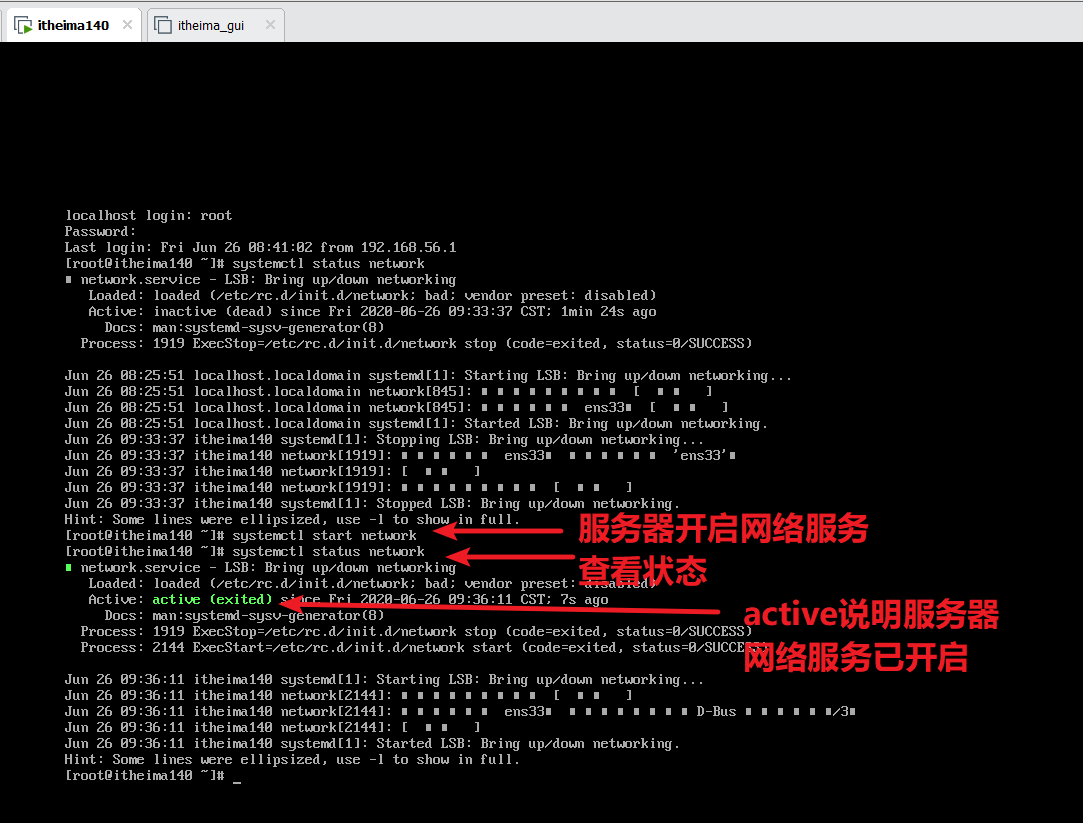 itheima140
itheima_gui
localhost login: root
Password:
Last login: Fri Jun 26 08:41:02 from 192.168.56.1
[root@itheima140 ~]# systemctl status network
network.service - LSB: Bring up/down networking
Loaded: loaded (/etc/rc.d/init.d/network; bad; vendor preset: disabled)
Active: inactive (dead) since Fri 2020-06-26 09:33:37 CST; 1min 24s ago
Docs: man:systemd-sysv-generator(8)
Process: 1919 ExecStop=/etc/rc.d/init.d/network stop (code=exited, status=0/SUCCESS)
Jun 26 08:25:51 localhost.localdomain systemd[1]: Starting LSB: Bring up/down networking...
Jun 26 08:25:51 localhost.localdomain network[845]: [ ]
Jun 26 08:25:51 localhost.localdomain network[845]: ens33 [ ]
Jun 26 08:25:51 localhost.localdomain systemd[1]: Started LSB: Bring up/down networking.
Jun 26 09:33:37 itheima140 systemd[1]: Stopping LSB: Bring up/down networking...
Jun 26 09:33:37 itheima140 network[1919]: ens33 'ens33'
Jun 26 09:33:37 itheima140 network[1919]: [ ]
Jun 26 09:33:37 itheima140 network[1919]: [ ]
Jun 26 09:33:37 itheima140 systemd[1]: Stopped LSB: Bring up/down networking.
Hint: Some lines were ellipsized, use -l to show in full.
[root@itheima140 ~]# systemctl start network
服务器开启网络服务
[root@itheima140 ~]# systemctl status network
查看状态
network.service - LSB: Bring up/down networking
Loaded: loaded (/etc/rc.d/init.d/network; bad; vendor preset: disabled)
Active: active (exited) since Fri 2020-06-26 09:36:11 CST; 7s ago
active说明服务器
网络服务已开启
Docs: man:systemd-sysv-generator(8)
Process: 1919 ExecStop=/etc/rc.d/init.d/network stop (code=exited, status=0/SUCCESS)
Process: 2144 ExecStart=/etc/rc.d/init.d/network start (code=exited, status=0/SUCCESS)
Jun 26 09:36:11 itheima140 systemd[1]: Starting LSB: Bring up/down networking...
Jun 26 09:36:11 itheima140 network[2144]: [ ]
Jun 26 09:36:11 itheima140 network[2144]: ens33 D-Bus /3
Jun 26 09:36:11 itheima140 network[2144]: [ ]
Jun 26 09:36:11 itheima140 systemd[1]: Started LSB: Bring up/down networking.
Hint: Some lines were ellipsized, use -l to show in full.
[root@itheima140 ~]# _